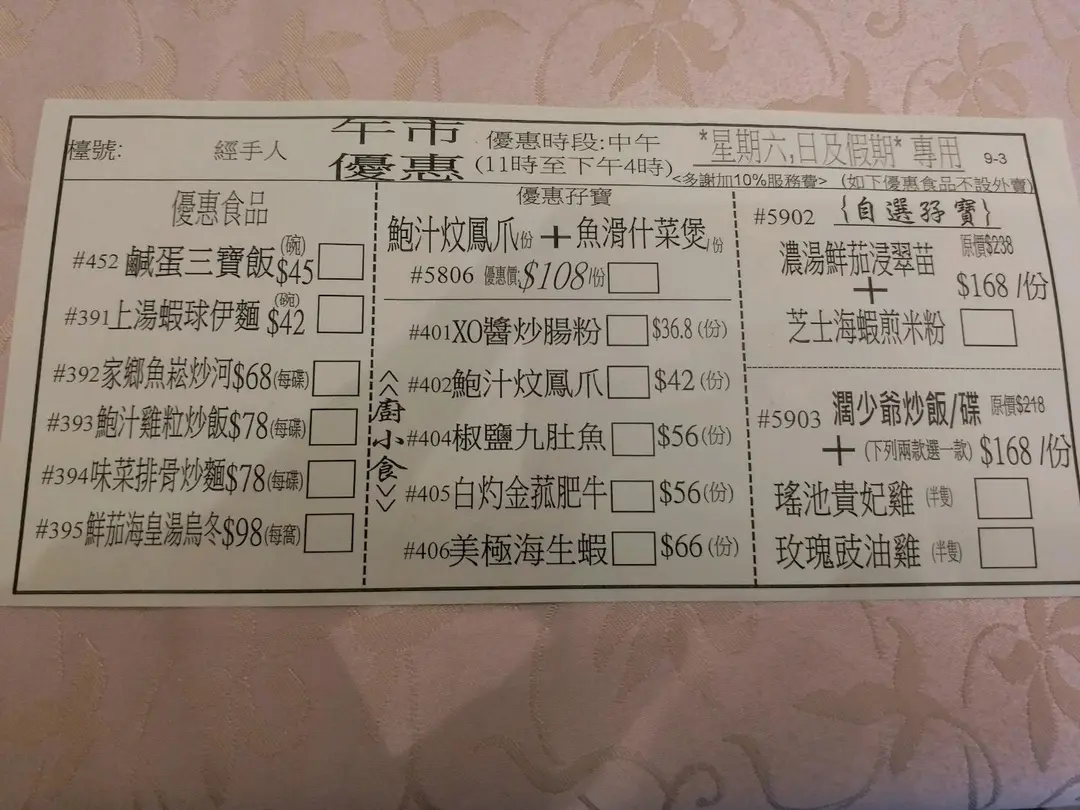 檯號:
經手人
午市
優惠
優惠時段:中午
(11時至下午4時)
*星期六,日及假期* 專用
9-3
<多謝加10%服務費> (如下優惠食品不設外賣)
優惠食品
#452 鹹蛋三寶飯 (碗) $45
#391 上湯蝦球伊麵 (碗) $42
#392 家鄉魚崧炒河 $68 (每碟)
#393 鮑汁雞粒炒飯 $78 (每碟)
#394 味菜排骨炒麵 $78 (每碟)
#395 鮮茄海皇湯烏冬 $98 (每窩)
優惠孖寶
鮑汁炆鳳爪/份 + 魚滑什菜煲/份
#5806 優惠價:$108/份
<<廚小食>>
#401 XO醬炒腸粉 $36.8 (份)
#402 鮑汁炆鳳爪 $42 (份)
#404 椒鹽九肚魚 $56 (份)
#405 白灼金菰肥牛 $56 (份)
#406 美極海生蝦 $66 (份)
#5902 {自選孖寶}
濃湯鮮茄浸翠苗 原價$238
+ $168 /份
芝士海蝦煎米粉
#5903 濶少爺炒飯/碟 原價$218
+ (下列兩款選一款) $168 /份
瑤池貴妃雞 (半隻)
玫瑰豉油雞 (半隻)